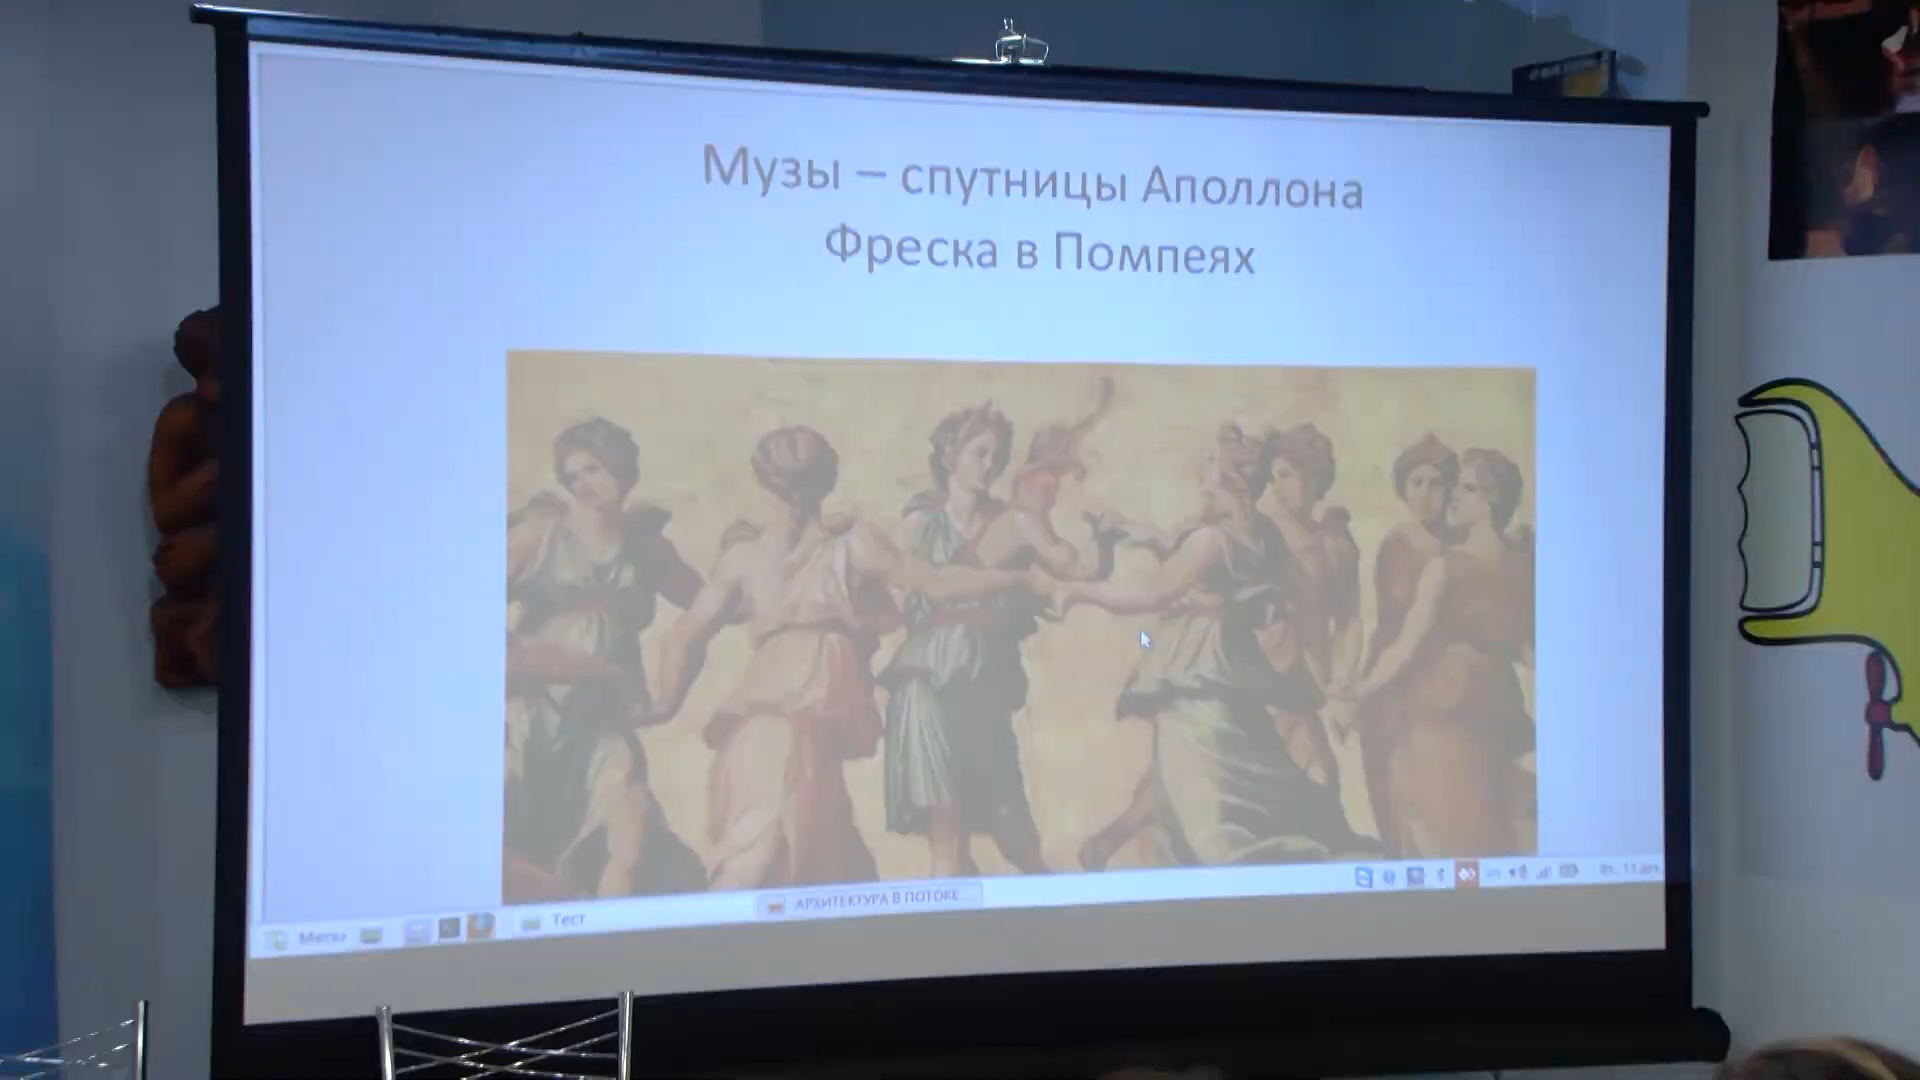 Музы – спутницы Аполлона
Фреска в Помпеях
АРХИТЕКТУРА В ПОТОКЕ...
Menu
Тест